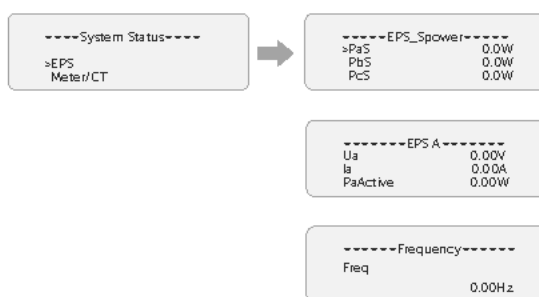 ----System Status----
>EPS
Meter/CT
-----EPS_Spower-----
>PaS 0.0W
PbS 0.0W
PcS 0.0W
-------EPS A-------
Ua 0.00V
Ia 0.00A
PaActive 0.00W
------Frequency------
Freq
0.00Hz